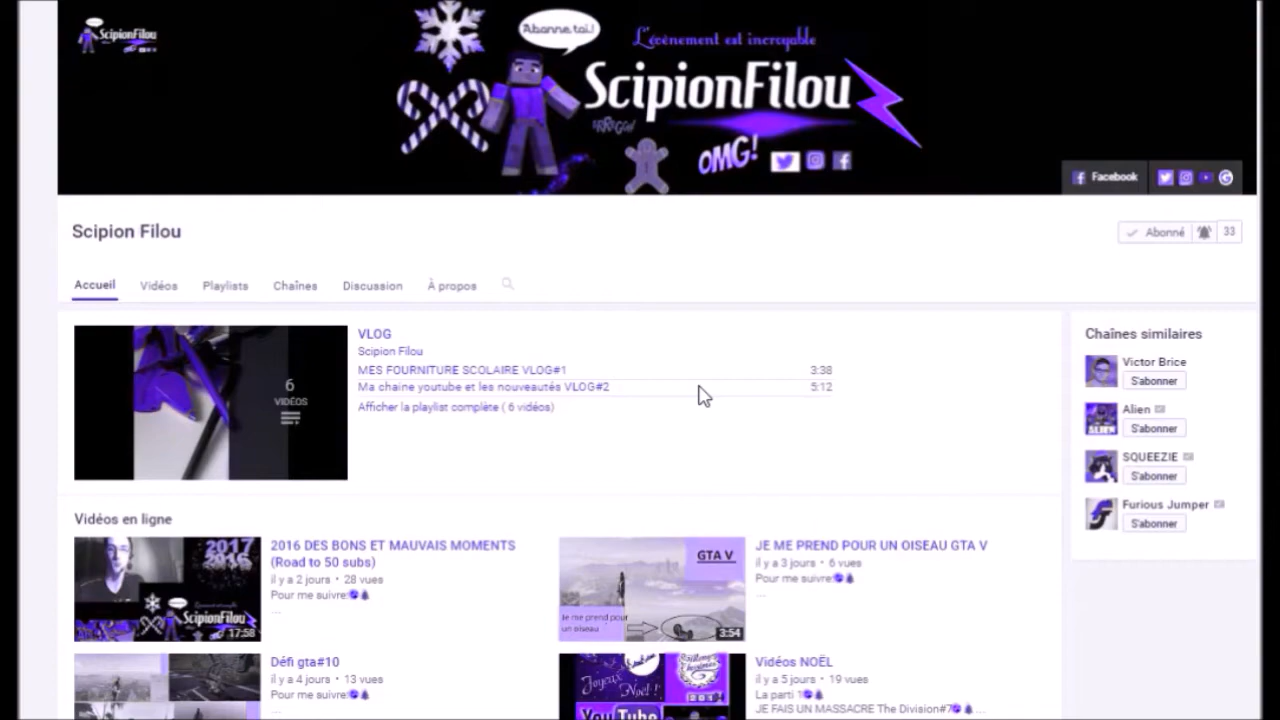 Abonne toi!
L'évènement est incroyable
ScipionFilou
ScipionFilou
OMG!
Facebook
Scipion Filou
Abonné 33
Accueil Vidéos Playlists Chaînes Discussion À propos
VLOG
Scipion Filou
MES FOURNITURE SCOLAIRE VLOG#1 3:38
Ma chaine youtube et les nouveautés VLOG#2 5:12
Afficher la playlist complète ( 6 vidéos)
6
VIDÉOS
Chaînes similaires
Victor Brice
S'abonner
Alien
S'abonner
SQUEEZIE
S'abonner
Furious Jumper
S'abonner
Vidéos en ligne
2017
2016
ScipionFilou
17:58
2016 DES BONS ET MAUVAIS MOMENTS
(Road to 50 subs)
il y a 2 jours • 28 vues
Pour me suivre:
...
GTA V
Je me prend pour
un oiseau
3:54
JE ME PREND POUR UN OISEAU GTA V
il y a 3 jours • 6 vues
Pour me suivre:
...
Défi gta#10
il y a 4 jours • 13 vues
Pour me suivre:
...
Joyeux
Noël !
YouTube
Vidéos NOËL
il y a 5 jours • 19 vues
La parti 1
JE FAIS UN MASSACRE The Division#7 ...